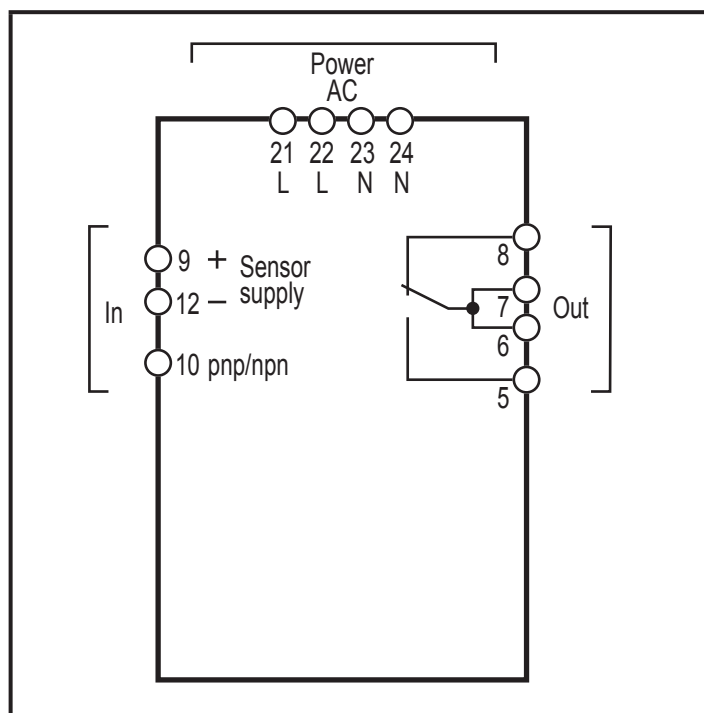 Power
AC
21 22 23 24
L L N N
9 + Sensor
supply
12 –
10 pnp/npn
In
8
7
6
5
Out